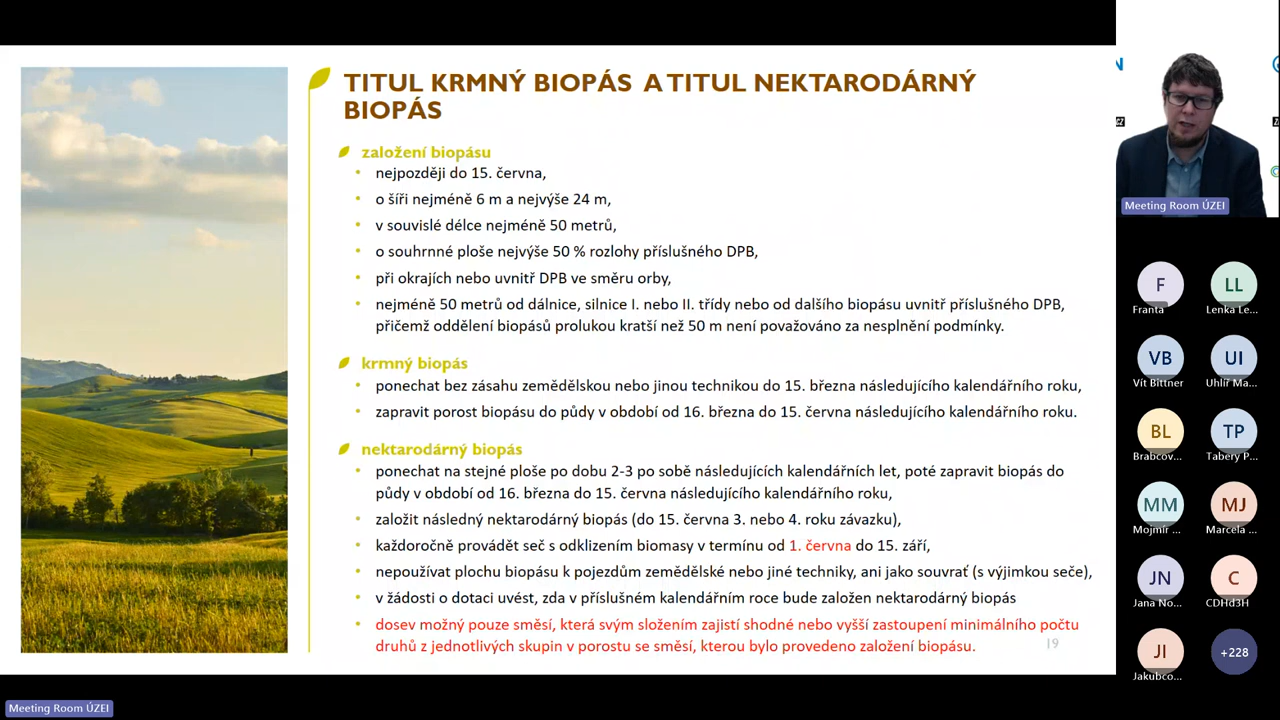 TITUL KRMNÝ BIOPÁS A TITUL NEKTARODÁRNÝ
BIOPÁS
založení biopásu
nejpozději do 15. června,
o šíři nejméně 6 m a nejvýše 24 m,
v souvislé délce nejméně 50 metrů,
o souhrnné ploše nejvýše 50 % rozlohy příslušného DPB,
při okrajích nebo uvnitř DPB ve směru orby,
nejméně 50 metrů od dálnice, silnice I. nebo II. třídy nebo od dalšího biopásu uvnitř příslušného DPB,
přičemž oddělení biopásů prolukou kratší než 50 m není považováno za nesplnění podmínky.
krmný biopás
ponechat bez zásahu zemědělskou nebo jinou technikou do 15. března následujícího kalendářního roku,
zapravit porost biopásu do půdy v období od 16. března do 15. června následujícího kalendářního roku.
nektarodárný biopás
ponechat na stejné ploše po dobu 2-3 po sobě následujících kalendářních let, poté zapravit biopás do
půdy v období od 16. března do 15. června následujícího kalendářního roku,
založit následný nektarodárný biopás (do 15. června 3. nebo 4. roku závazku),
každoročně provádět seč s odklizením biomasy v termínu od 1. června do 15. září,
nepoužívat plochu biopásu k pojezdům zemědělské nebo jiné techniky, ani jako souvrať (s výjimkou seče),
v žádosti o dotaci uvést, zda v příslušném kalendářním roce bude založen nektarodárný biopás
dosev možný pouze směsí, která svým složením zajistí shodné nebo vyšší zastoupení minimálního počtu
druhů z jednotlivých skupin v porostu se směsí, kterou bylo provedeno založení biopásu.
19
Meeting Room ÚZEI
F
LL
Franta
Lenka Le...
VB
UI
Vít Bittner
Uhlíř Ma...
BL
TP
Brabcov...
Tabery P...
MM
MJ
Mojmír ...
Marcela ...
JN
C
Jana No...
CDHd3H
JI
+228
Jakubco...
Meeting Room ÚZEI